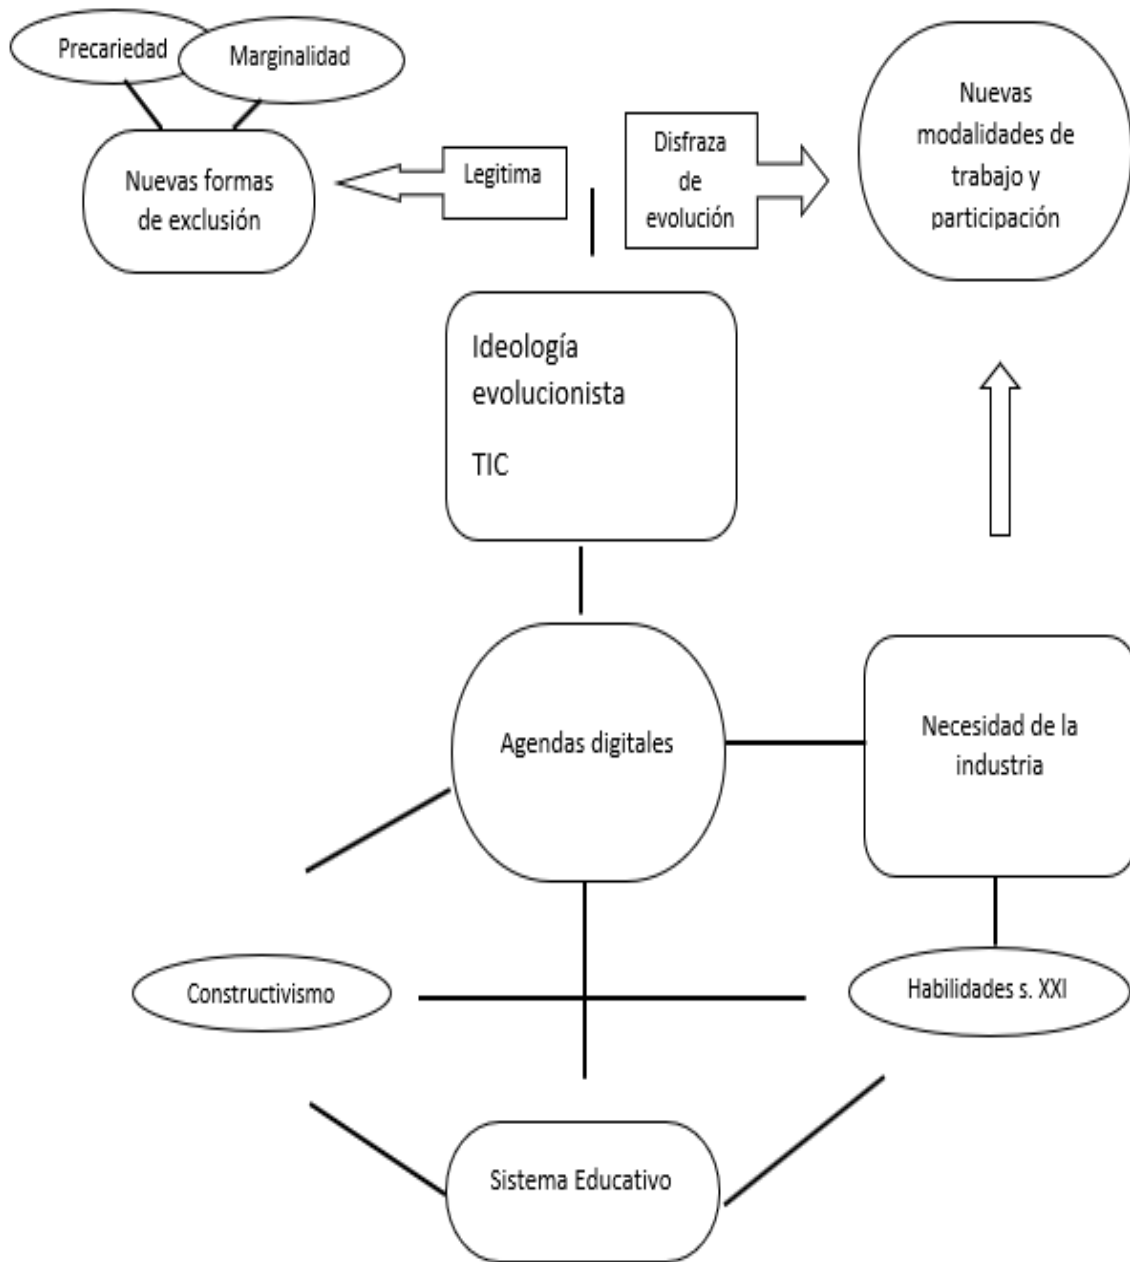 Precariedad
Marginalidad
Nuevas formas
de exclusión
Legitima
Disfraza
de
evolución
Nuevas
modalidades de
trabajo y
participación
Ideología
evolucionista
TIC
Agendas digitales
Necesidad de la
industria
Constructivismo
Habilidades s. XXI
Sistema Educativo